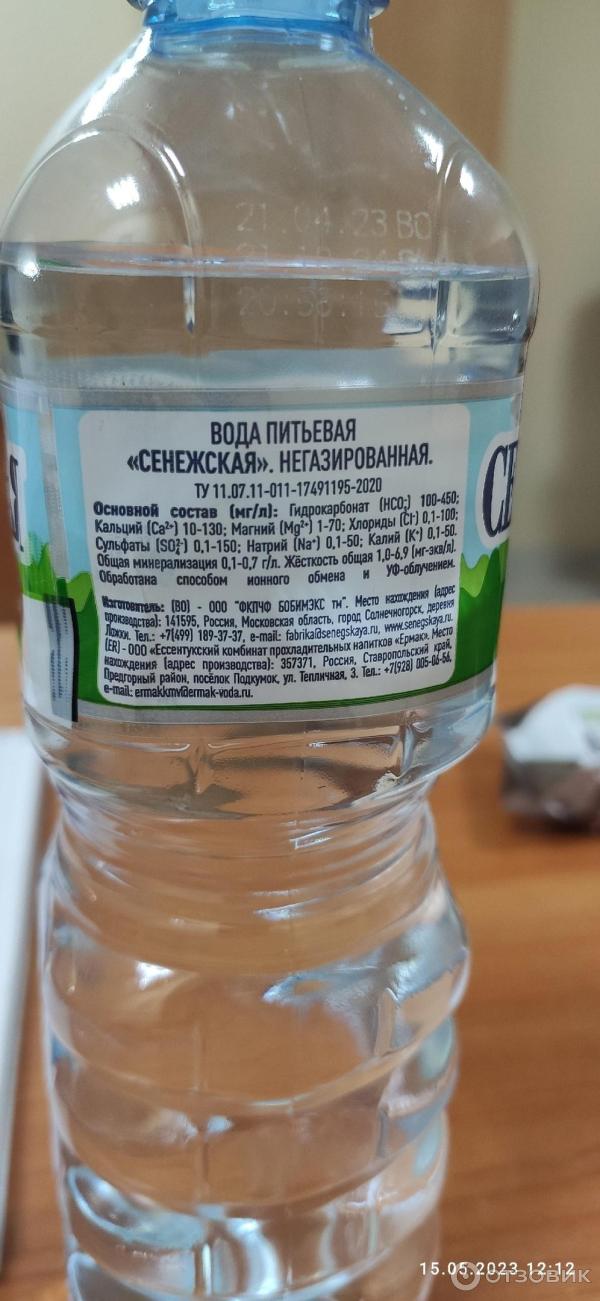 21.04.23 ВО
ВОДА ПИТЬЕВАЯ
«СЕНЕЖСКАЯ». НЕГАЗИРОВАННАЯ.
ТУ 11.07.11-011-17491195-2020
Основной состав (мг/л): Гидрокарбонат (HCO₃⁻) 100-450;
Кальций (Ca²⁺) 10-130; Магний (Mg²⁺) 1-70; Хлориды (Cl⁻) 0,1-100;
Сульфаты (SO₄²⁻) 0,1-150; Натрий (Na⁺) 0,1-50; Калий (K⁺) 0,1-50.
Общая минерализация 0,1-0,7 г/л. Жёсткость общая 1,0-6,9 (мг-экв/л).
Обработана способом ионного обмена и УФ-облучением.
Изготовитель: (ВО) - ООО "ФКПЧФ БОБИМЭКС тм". Место нахождения (адрес
производства): 141595, Россия, Московская область, город Солнечногорск, деревня
Ложки. Тел.: +7(499) 189-37-37, e-mail: fabrika@senegskaya.ru, www.senegskaya.ru.
(ER) - ООО «Ессентукский комбинат прохладительных напитков «Ермак». Место
нахождения (адрес производства): 357371, Россия, Ставропольский край,
Предгорный район, посёлок Подкумок, ул. Тепличная, 3. Тел.: +7(928) 005-06-56,
e-mail: ermakkmv@ermak-voda.ru.
15.05.2023 12:12
ОТЗОВИК